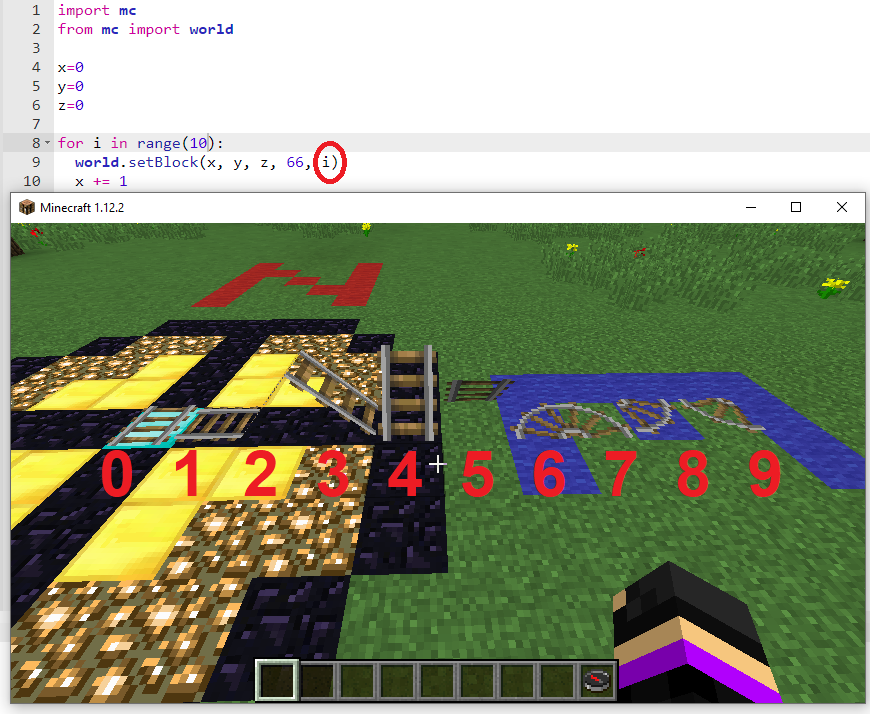 1 import mc
2 from mc import world
3
4 x=0
5 y=0
6 z=0
7
8 for i in range(10):
9 world.setBlock(x, y, z, 66, i)
10 x += 1
Minecraft 1.12.2
N
0 1 2 3 4 5 6 7 8 9